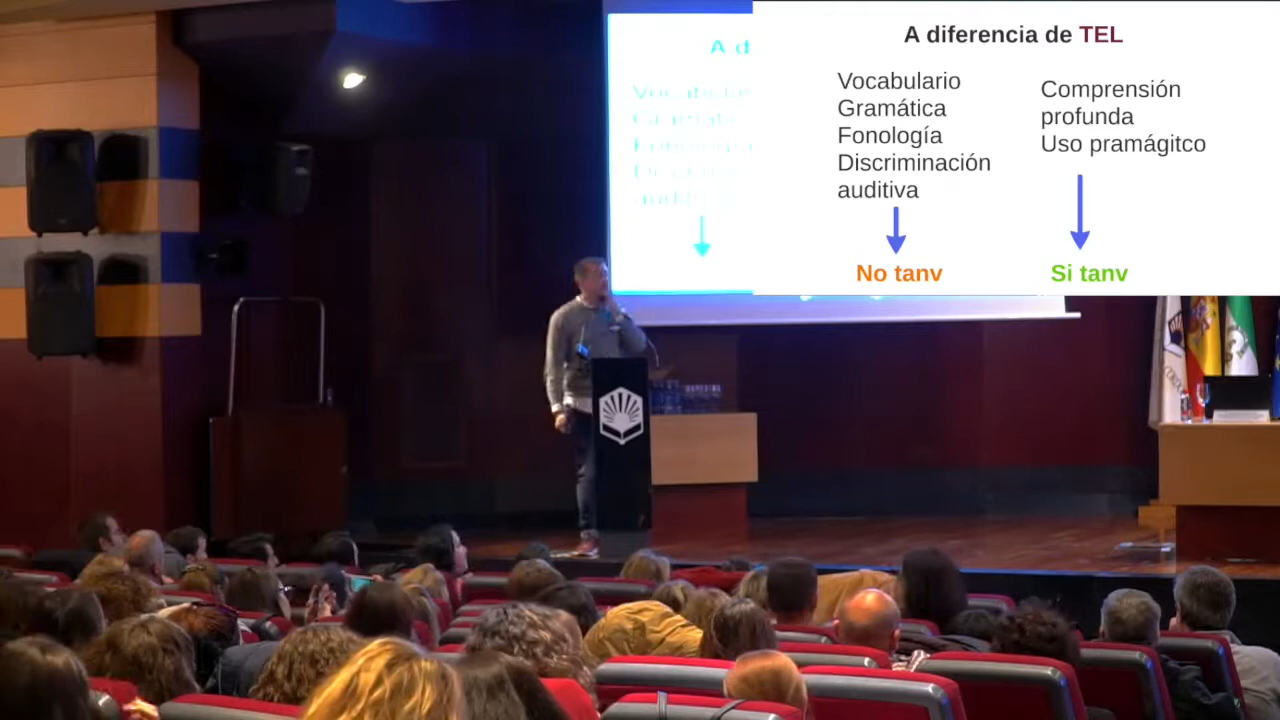 A diferencia de TEL
Vocabulario
Gramática
Fonología
Discriminación
auditiva
No tanv
Comprensión
profunda
Uso pramágitco
Si tanv
A d